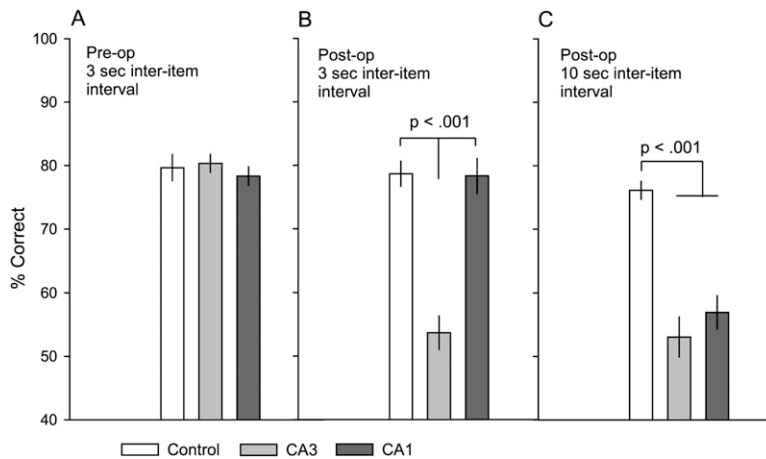 A
B
C
100
90
80
70
60
50
40
% Correct
Pre-op
3 sec inter-item
interval
Post-op
3 sec inter-item
interval
p < .001
Post-op
10 sec inter-item
interval
p < .001
Control
CA3
CA1